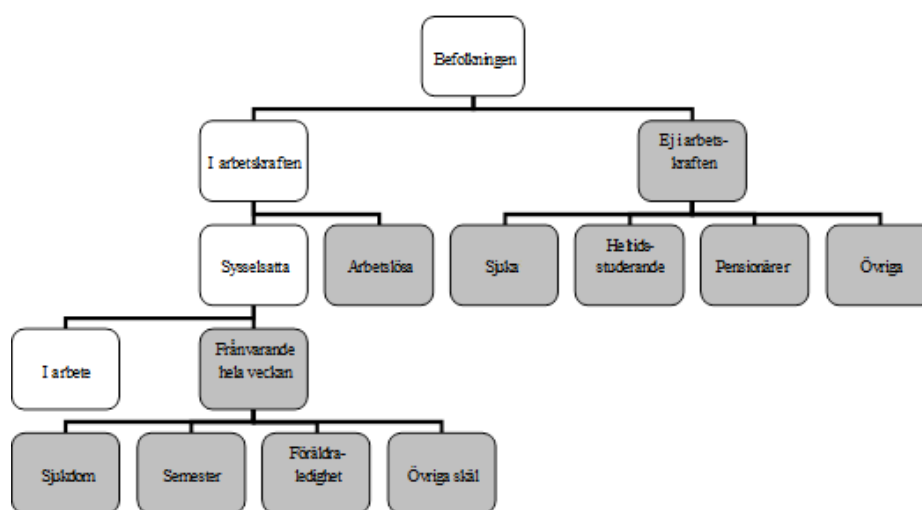 Befolkningen
I arbetskraften
Ej i arbets-
kraften
Sysselsatta
Arbetslösa
Sjuka
Heltids-
studerande
Pensionärer
Övriga
I arbete
Frånvarande
hela veckan
Sjukdom
Semester
Föräldra-
ledighet
Övriga skäl